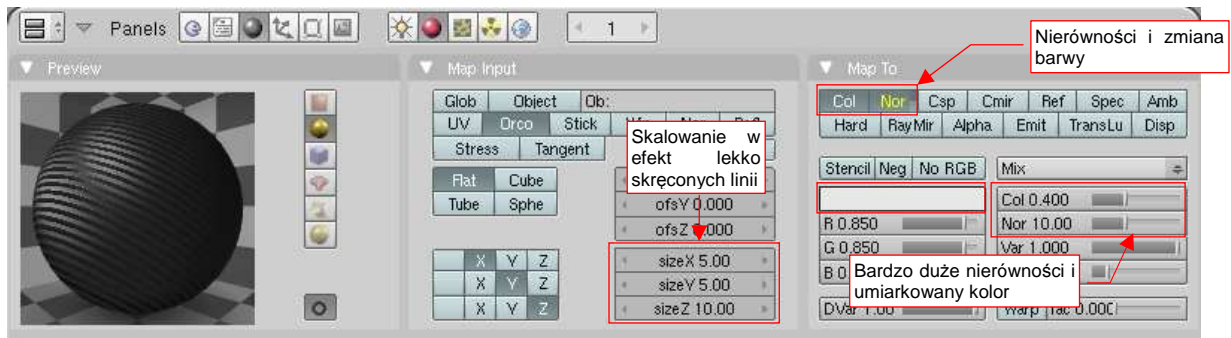 Panels
1
Nierówności i zmiana
barwy
Preview
Map Input
Map To
Glob Object Ob:
UV Orco Stick
Stress Tangent
Skalowanie w
efekt lekko
skręconych linii
Flat Cube
Tube Sphe
ofsY 0.000
X Y Z
sizeX 5.00
X Y Z
sizeY 5.00
X Y Z
sizeZ 10.00
Col Nor Csp Cmir Ref Spec Amb
Hard RayMir Alpha Emit TransLu Disp
Stencil Neg No RGB
Mix
Col 0.400
R 0.850
Nor 10.00
G 0.850
Var 1.000
Bardzo duże nierówności i
umiarkowany kolor